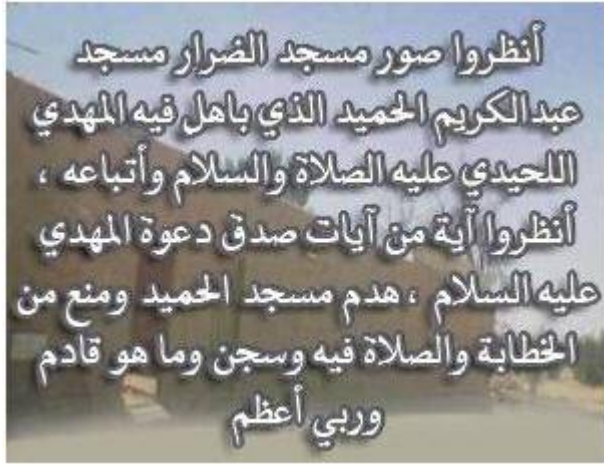 أنظروا صور مسجد الضرار مسجد
عبدالكريم الحميد الذي باهل فيه المهدي
اللحيدي عليه الصلاة والسلام وأتباعه ،
أنظروا آية من آيات صدق دعوة المهدي
عليه السلام ، هدم مسجد الحميد ومنع من
الخطابة والصلاة فيه وسجن وما هو قادم
وربي أعظم